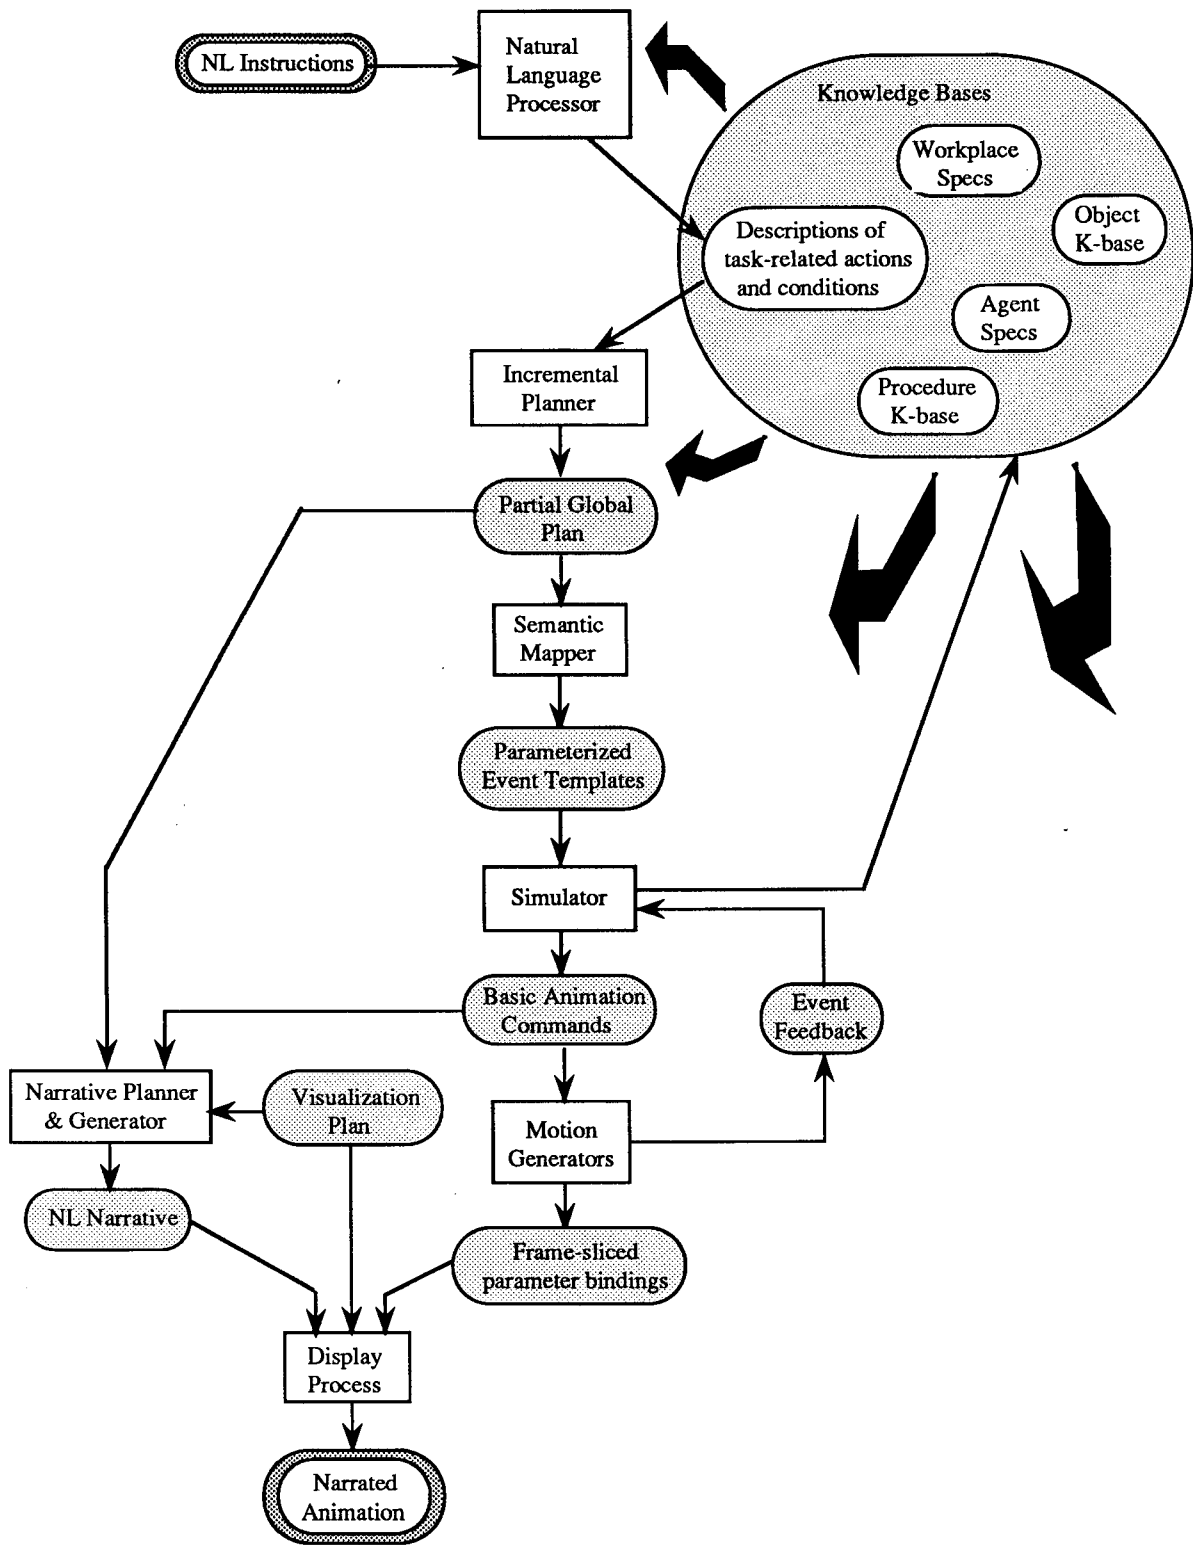 NL Instructions
Natural
Language
Processor
Knowledge Bases
Workplace
Specs
Object
K-base
Descriptions of
task-related actions
and conditions
Agent
Specs
Procedure
K-base
Incremental
Planner
Partial Global
Plan
Semantic
Mapper
Parameterized
Event Templates
Simulator
Basic Animation
Commands
Event
Feedback
Narrative Planner
& Generator
Visualization
Plan
Motion
Generators
NL Narrative
Frame-sliced
parameter bindings
Display
Process
Narrated
Animation